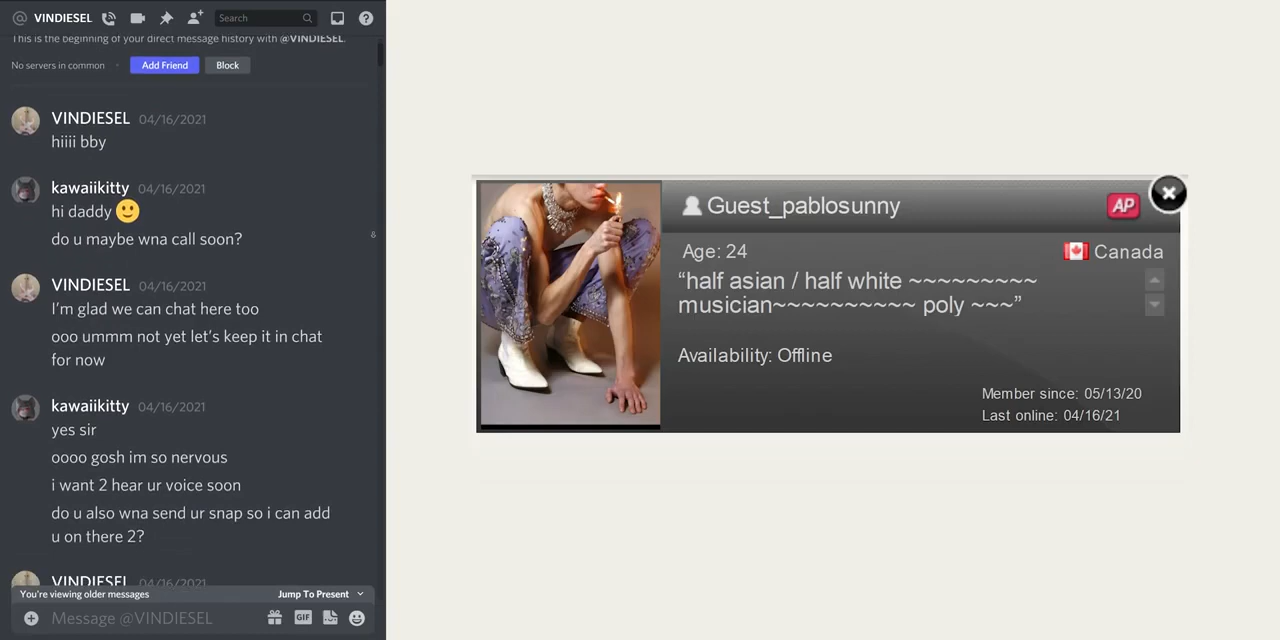 @ VINDIESEL
Search
This is the beginning of your direct message history with @VINDIESEL.
No servers in common
Add Friend
Block
VINDIESEL 04/16/2021
hiiii bby
kawaiikitty 04/16/2021
hi daddy 🙂
do u maybe wna call soon?
VINDIESEL 04/16/2021
I'm glad we can chat here too
ooo ummm not yet let's keep it in chat
for now
kawaiikitty 04/16/2021
yes sir
oooo gosh im so nervous
i want 2 hear ur voice soon
do u also wna send ur snap so i can add
u on there 2?
VINDIESEL 04/16/2021
You're viewing older messages
Jump To Present
Message @VINDIESEL
GIF
Guest_pablosunny
AP
Age: 24
Canada
“half asian / half white ~~~~~~~~~
musician~~~~~~~~~~ poly ~~~”
Availability: Offline
Member since: 05/13/20
Last online: 04/16/21